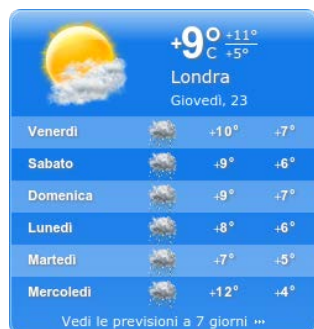 +9°C +11° +5°
Londra
Giovedì, 23
Venerdì +10° +7°
Sabato +9° +6°
Domenica +9° +7°
Lunedì +8° +6°
Martedì +7° +5°
Mercoledì +12° +4°
Vedi le previsioni a 7 giorni ···